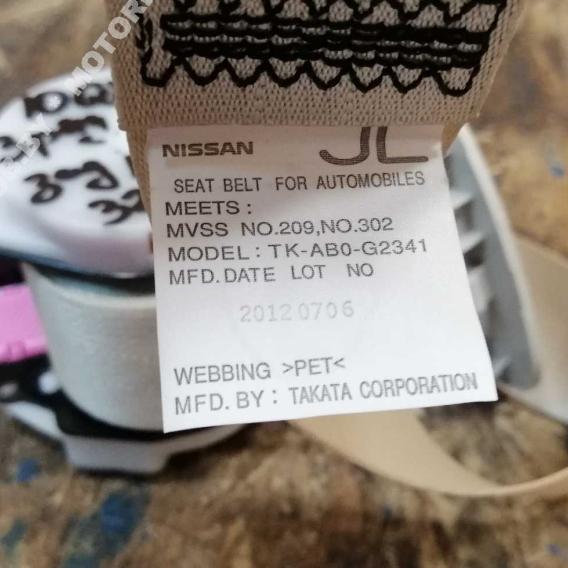 NISSAN JL
SEAT BELT FOR AUTOMOBILES
MEETS :
MVSS NO.209,NO.302
MODEL : TK-AB0-G2341
MFD.DATE LOT NO
20120706
WEBBING >PET<
MFD. BY : TAKATA CORPORATION